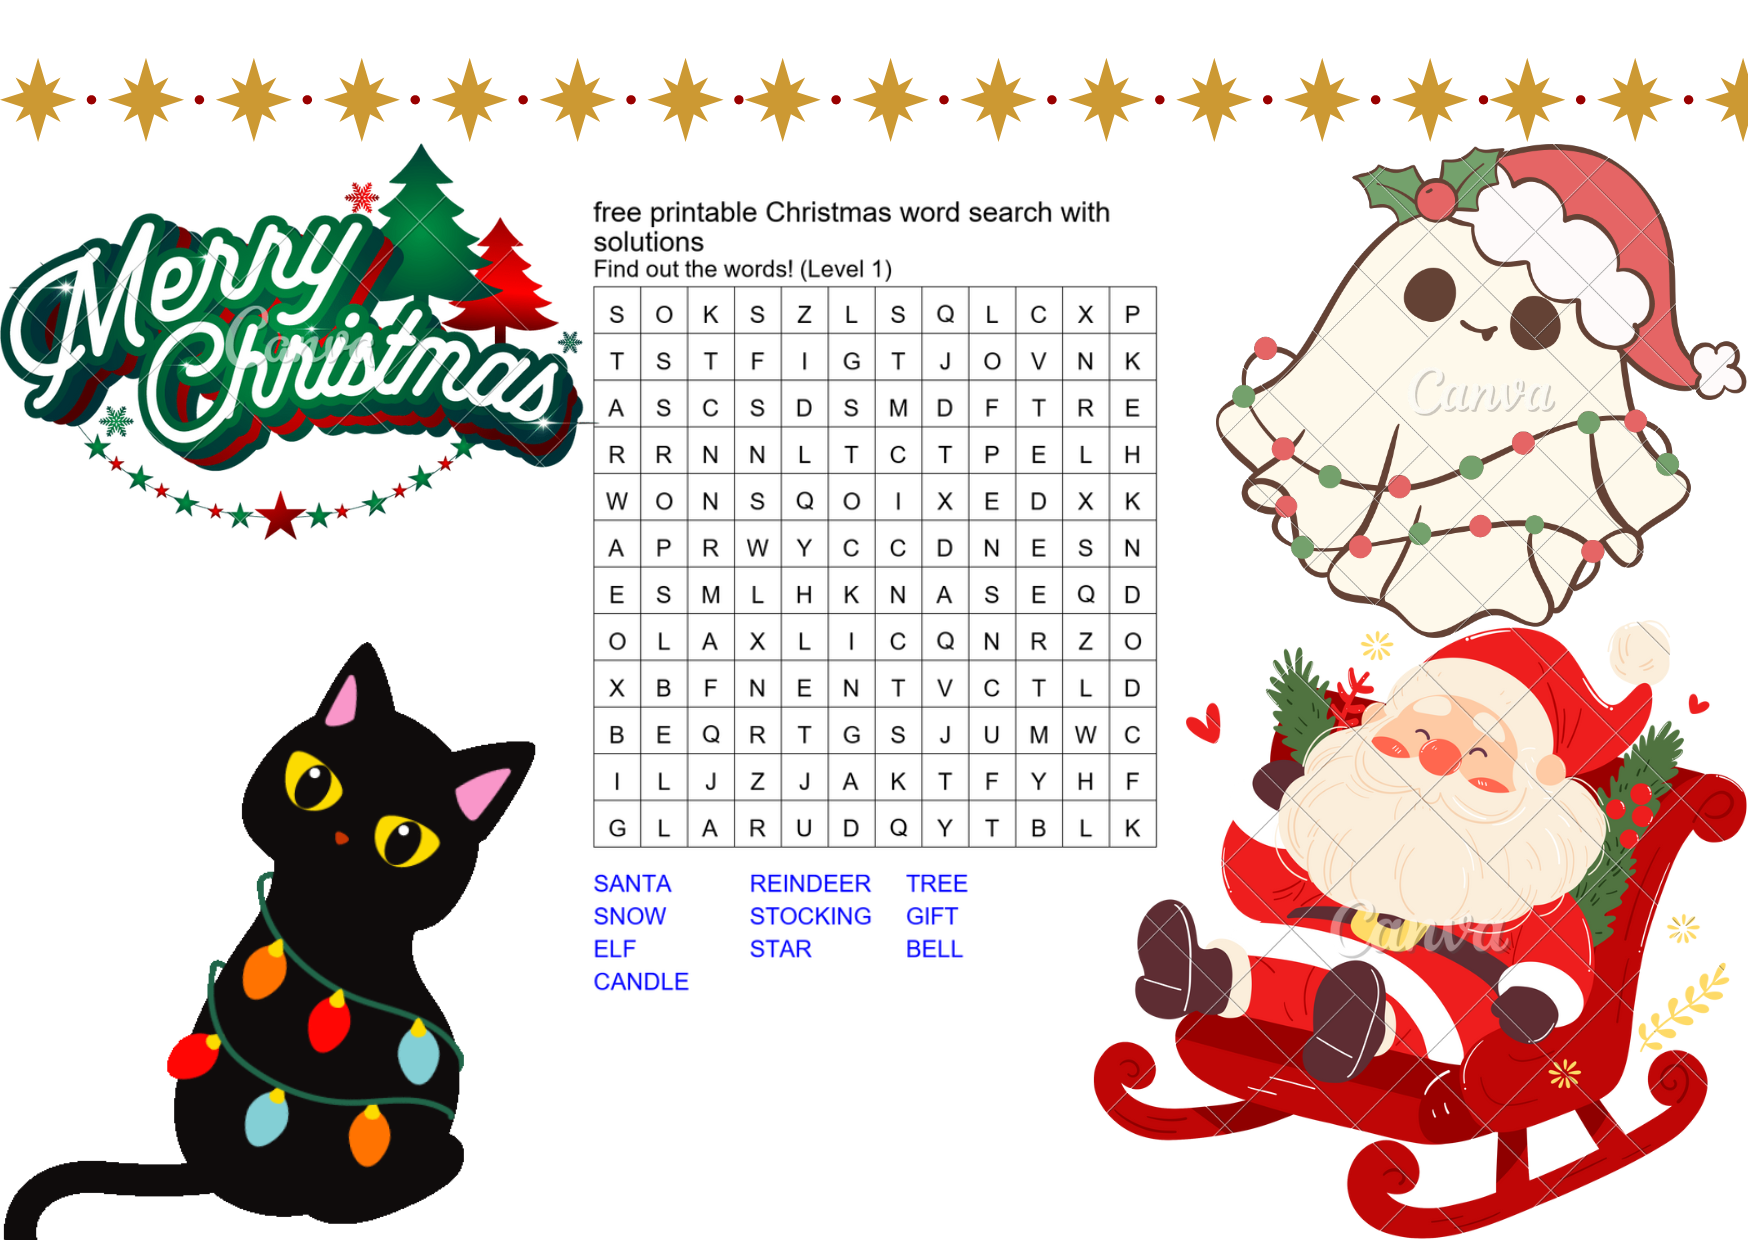 Merry
Christmas
free printable Christmas word search with
solutions
Find out the words! (Level 1)
S O K S Z L S Q L C X P
T S T F I G T J O V N K
A S C S D S M D F T R E
R R N N L T C T P E L H
W O N S Q O I X E D X K
A P R W Y C C D N E S N
E S M L H K N A S E Q D
O L A X L I C Q N R Z O
X B F N E N T V C T L D
B E Q R T G S J U M W C
I L J Z J A K T F Y H F
G L A R U D Q Y T B L K
SANTA REINDEER TREE
SNOW STOCKING GIFT
ELF STAR BELL
CANDLE
Canva
Canva
Canva